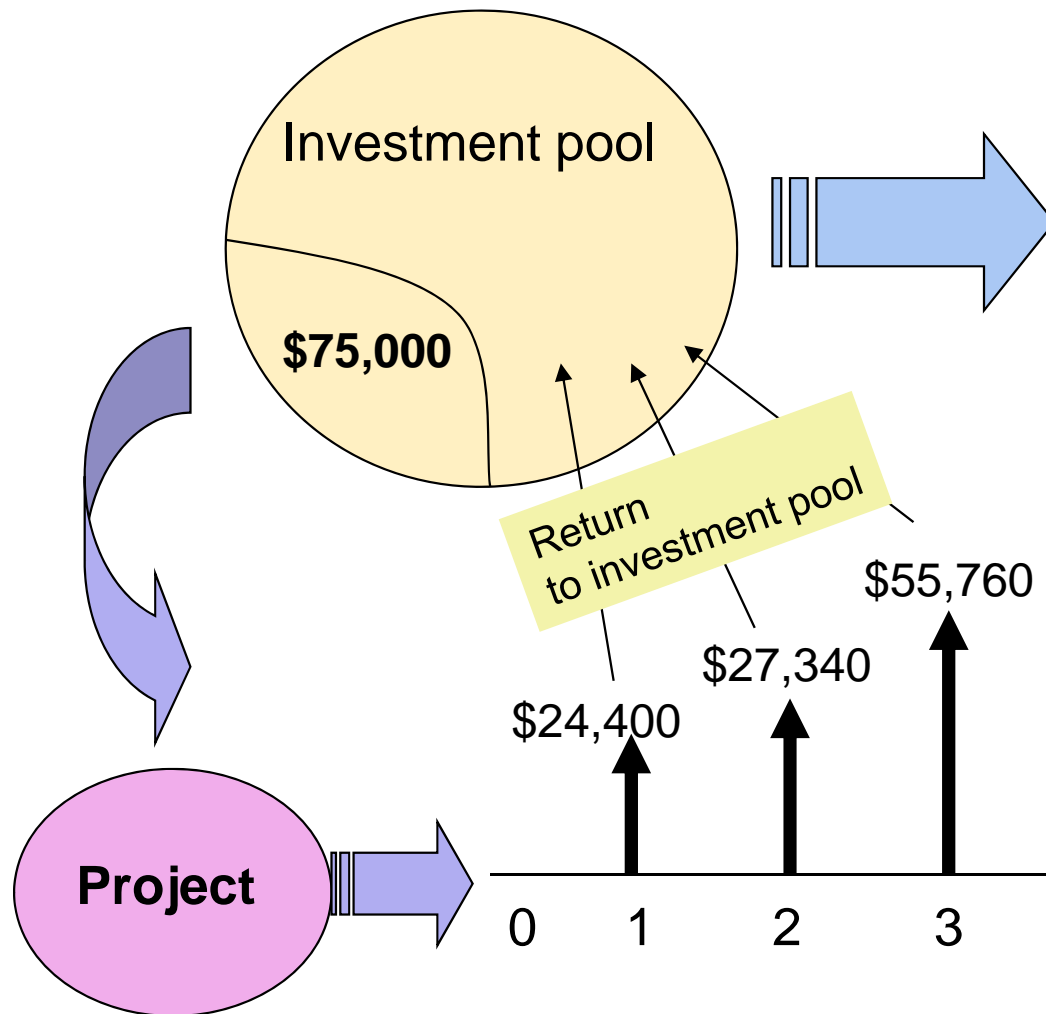 Investment pool
$75,000
Return
to investment pool
$55,760
$27,340
$24,400
Project
0 1 2 3